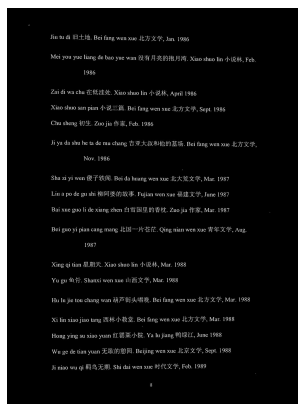 Jiu tu di 旧土地. Bei fang wen xue 北方文学, Jan. 1986
Mei you yue liang de bao yue wan 没有月亮的抱月湾. Xiao shuo lin 小说林, Feb.
1986
Zai di wa chu 在低洼处. Xiao shuo lin 小说林, April 1986
Xiao shuo san pian 小说三篇. Bei fang wen xue 北方文学, Sept. 1986
Chu sheng 初生. Zuo jia 作家, Feb. 1986
Ji ya da shu he ta de mu chang 吉亚大叔和他的墓场. Bei fang wen xue 北方文学,
Nov. 1986
Sha zi yi wen 傻子轶闻. Bei da huang wen xue 北大荒文学, Mar. 1987
Liu a po de gu shi 柳阿婆的故事. Fujian wen xue 福建文学, June 1987
Bai xue guo li de xiang zhen 白雪国里的香枕. Zuo jia 作家, Mar. 1987
Bei guo yi pian cang mang 北国一片苍茫. Qing nian wen xue 青年文学, Aug.
1987
Xing qi tian 星期天. Xiao shuo lin 小说林, Mar. 1988
Yu gu 鱼骨. Shanxi wen xue 山西文学, Mar. 1988
Hu lu jie tou chang wan 葫芦街头唱晚. Bei fang wen xue 北方文学, Mar. 1988
Xi lin xiao jiao tang 西林小教堂. Bei fang wen xue 北方文学, Mar. 1988
Hong ying su xiao yuan 红罂粟小院. Ya lu jiang 鸭绿江, June 1988
Wu ge de tian yuan 无歌的憩园. Beijing wen xue 北京文学, Sept. 1988
Ji niao wu qi 鹡鸟无期. Shi dai wen xue 时代文学, Feb. 1989
8